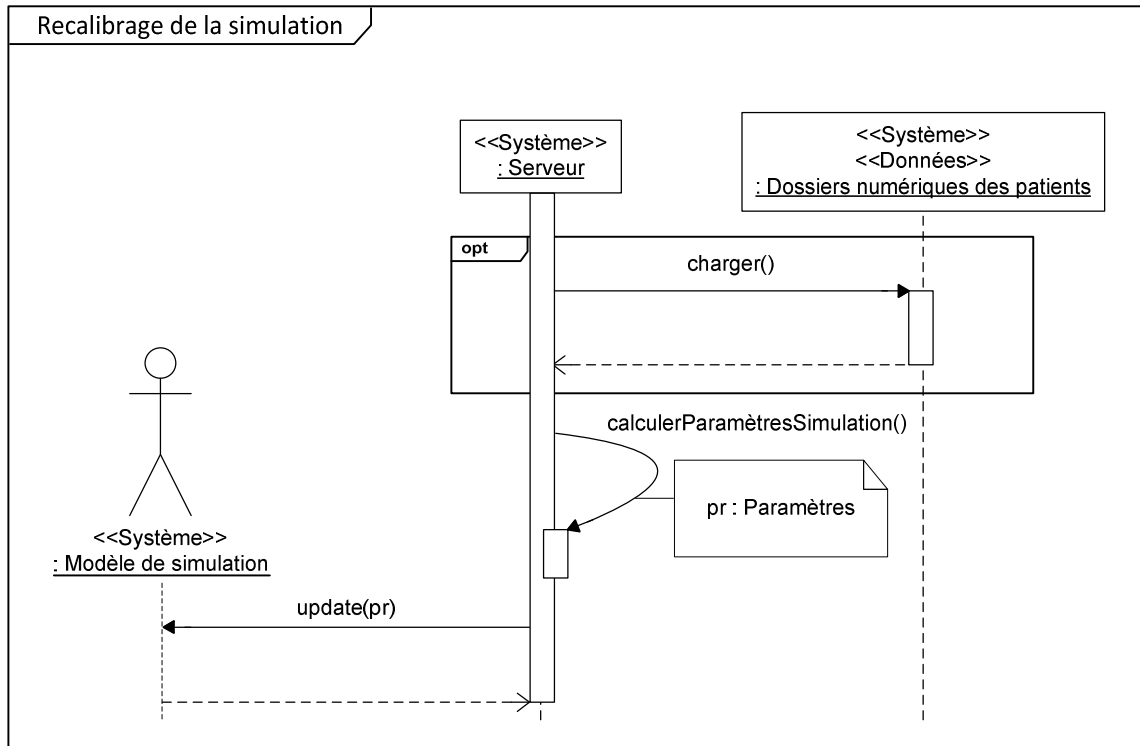 Recalibrage de la simulation
<<Système>>
: Serveur
<<Système>>
<<Données>>
: Dossiers numériques des patients
opt
charger()
calculerParamètresSimulation()
pr : Paramètres
<<Système>>
: Modèle de simulation
update(pr)